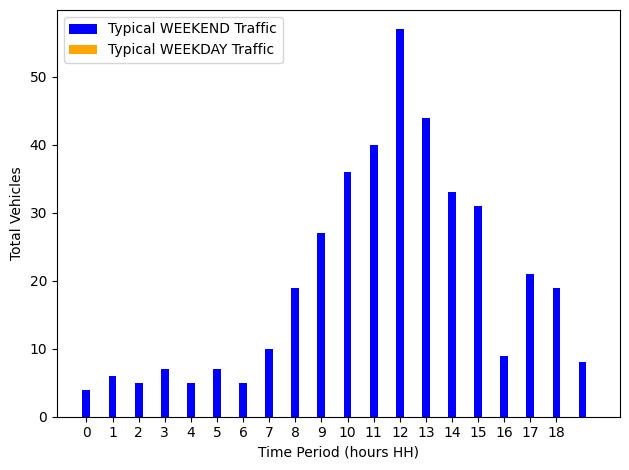 Typical WEEKEND Traffic
Typical WEEKDAY Traffic
Total Vehicles
50
40
30
20
10
0
0 1 2 3 4 5 6 7 8 9 10 11 12 13 14 15 16 17 18
Time Period (hours HH)